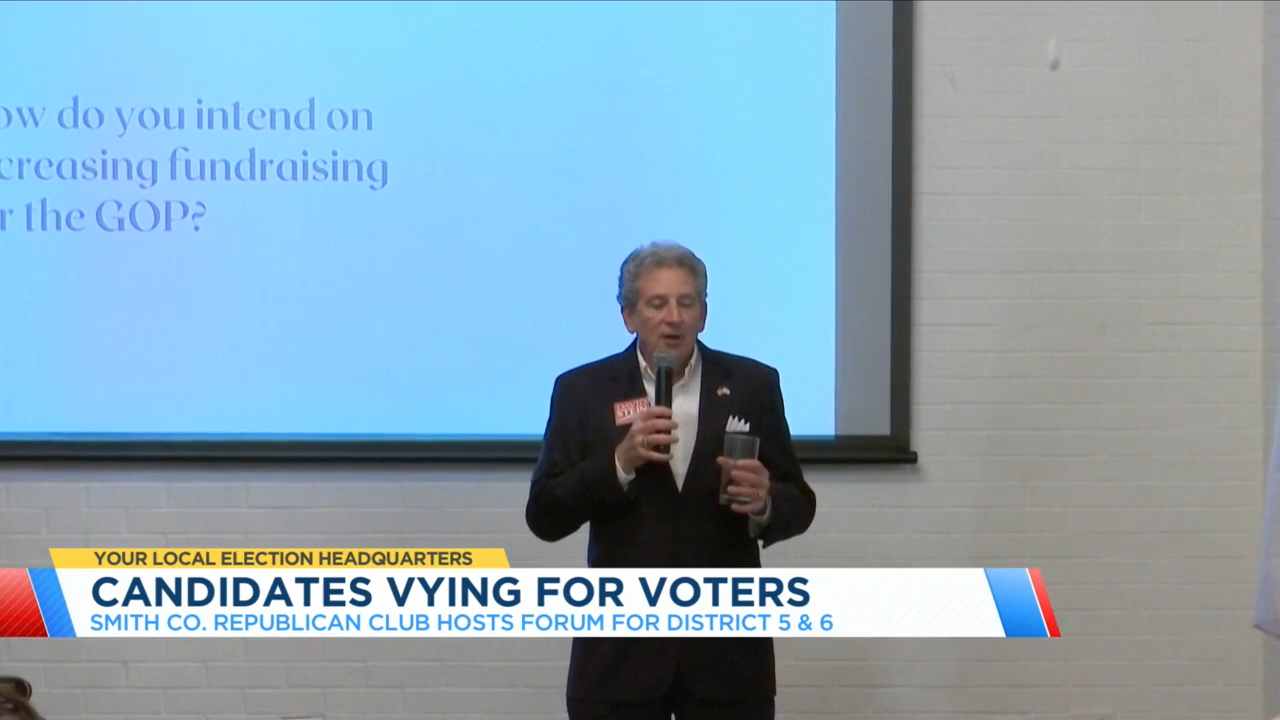 ow do you intend on
creasing fundraising
r the GOP?
DAVID
YOUR LOCAL ELECTION HEADQUARTERS
CANDIDATES VYING FOR VOTERS
SMITH CO. REPUBLICAN CLUB HOSTS FORUM FOR DISTRICT 5 & 6